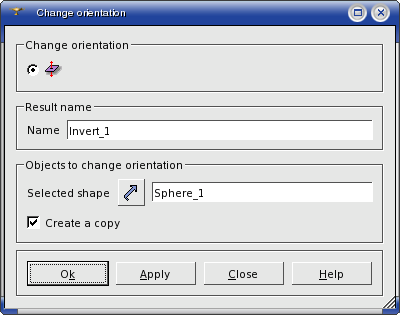 Change orientation
Change orientation
Result name
Name Invert_1
Objects to change orientation
Selected shape Sphere_1
Create a copy
Ok Apply Close Help